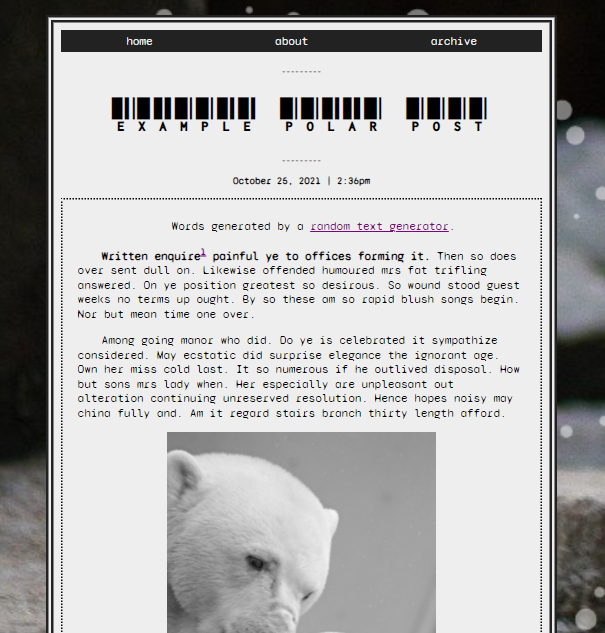 home about archive
---------
EXAMPLE POLAR POST
---------
October 25, 2021 | 2:36pm
Words generated by a random text generator.
Written enquire1 painful ye to offices forming it. Then so does
over sent dull on. Likewise offended humoured mrs fat trifling
answered. On ye position greatest so desirous. So wound stood guest
weeks no terms up ought. By so these am so rapid blush songs begin.
Nor but mean time one over.
Among going manor who did. Do ye is celebrated it sympathize
considered. May ecstatic did surprise elegance the ignorant age.
Own her miss cold last. It so numerous if he outlived disposal. How
but sons mrs lady when. Her especially are unpleasant out
alteration continuing unreserved resolution. Hence hopes noisy may
china fully and. Am it regard stairs branch thirty length afford.